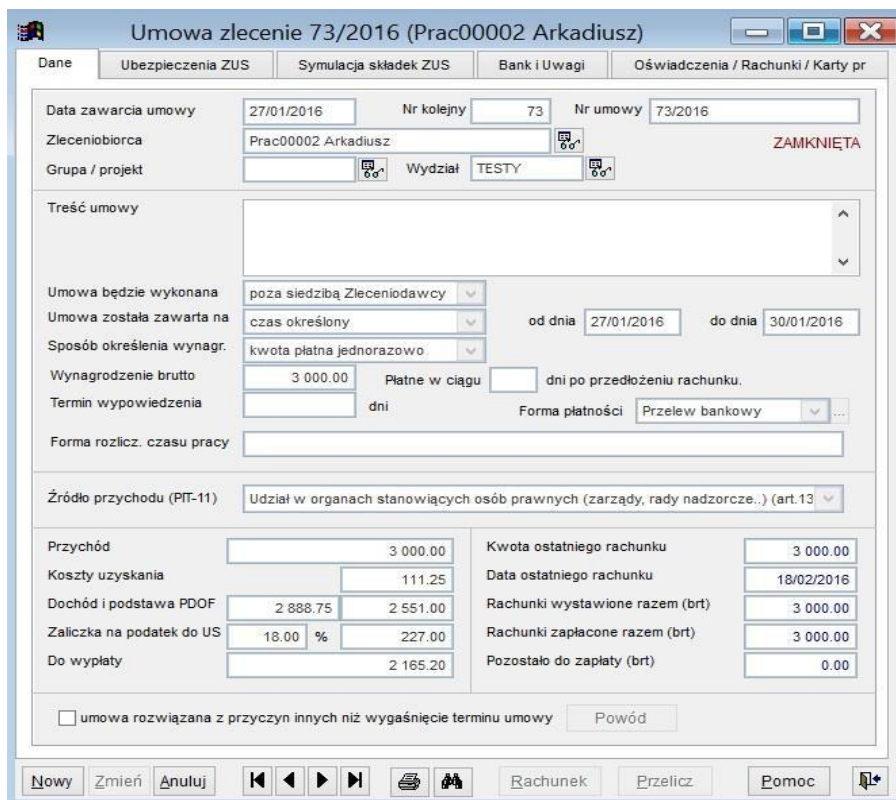 Umowa zlecenie 73/2016 (Prac00002 Arkadiusz)
Dane Ubezpieczenia ZUS Symulacja składek ZUS Bank i Uwagi Oświadczenia / Rachunki / Karty pr
Data zawarcia umowy 27/01/2016 Nr kolejny 73 Nr umowy 73/2016
Zleceniobiorca Prac00002 Arkadiusz ZAMKNIĘTA
Grupa / projekt Wydział TESTY
Treść umowy
Umowa będzie wykonana poza siedzibą Zleceniodawcy
Umowa została zawarta na czas określony od dnia 27/01/2016 do dnia 30/01/2016
Sposób określenia wynagr. kwota płatna jednorazowo
Wynagrodzenie brutto 3 000.00 Płatne w ciągu dni po przedłożeniu rachunku.
Termin wypowiedzenia dni Forma płatności Przelew bankowy ...
Forma rozlicz. czasu pracy
Źródło przychodu (PIT-11) Udział w organach stanowiących osób prawnych (zarządy, rady nadzorcze..) (art.13
Przychód 3 000.00 Kwota ostatniego rachunku 3 000.00
Koszty uzyskania 111.25 Data ostatniego rachunku 18/02/2016
Dochód i podstawa PDOF 2 888.75 2 551.00 Rachunki wystawione razem (brt) 3 000.00
Zaliczka na podatek do US 18.00 % 227.00 Rachunki zapłacone razem (brt) 3 000.00
Do wypłaty 2 165.20 Pozostało do zapłaty (brt) 0.00
umowa rozwiązana z przyczyn innych niż wygaśnięcie terminu umowy Powód
Nowy Zmień Anuluj Rachunek Przelicz Pomoc